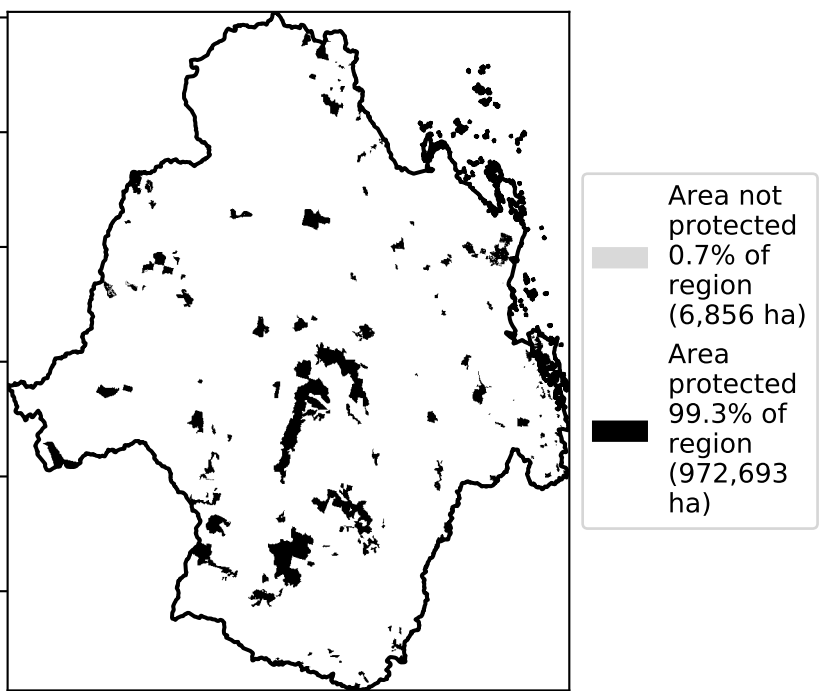 Area not
protected
0.7% of
region
(6,856 ha)
Area
protected
99.3% of
region
(972,693
ha)